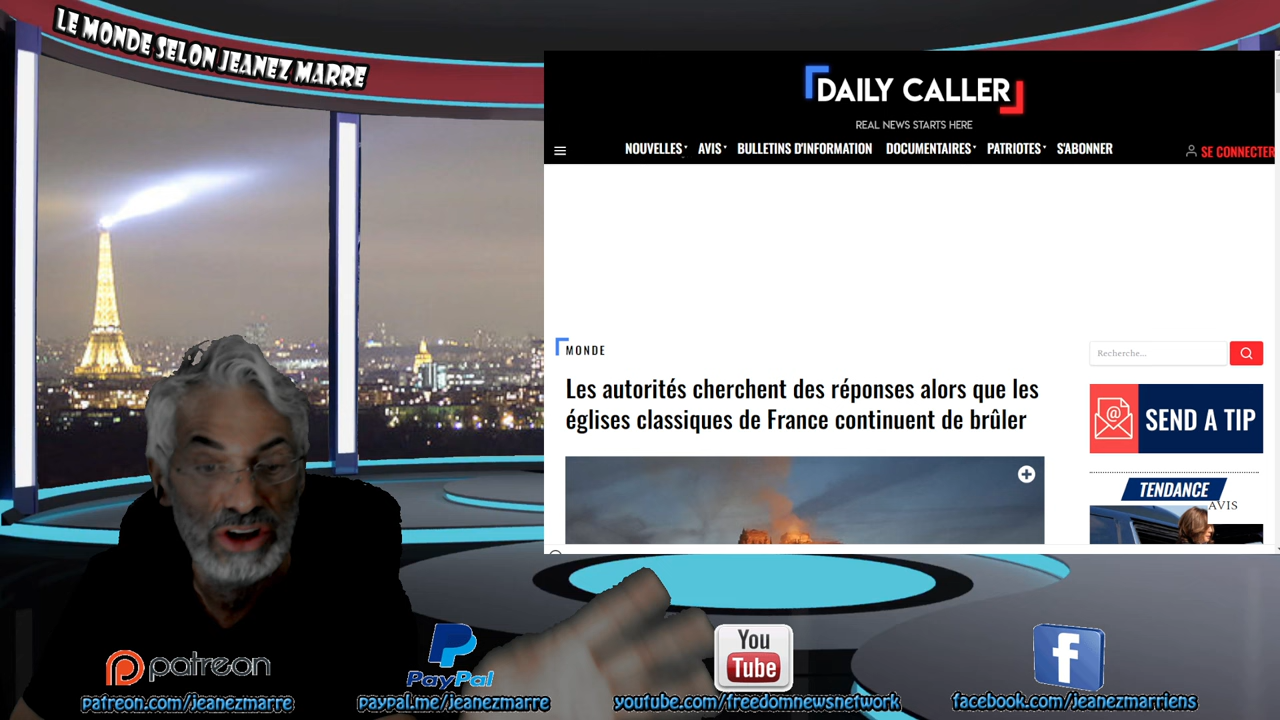 LE MONDE SELON JEANEZ MARRE
DAILY CALLER
REAL NEWS STARTS HERE
NOUVELLES AVIS BULLETINS D'INFORMATION DOCUMENTAIRES PATRIOTES S'ABONNER
SE CONNECTER
MONDE
Recherche...
Les autorités cherchent des réponses alors que les
églises classiques de France continuent de brûler
SEND A TIP
TENDANCE
AVIS
patreon
PayPal
You
Tube
f
patreon.com/jeanezmarre
paypal.me/jeanezmarre
youtube.com/freedomnewsnetwork
facebook.com/jeanezmarriens